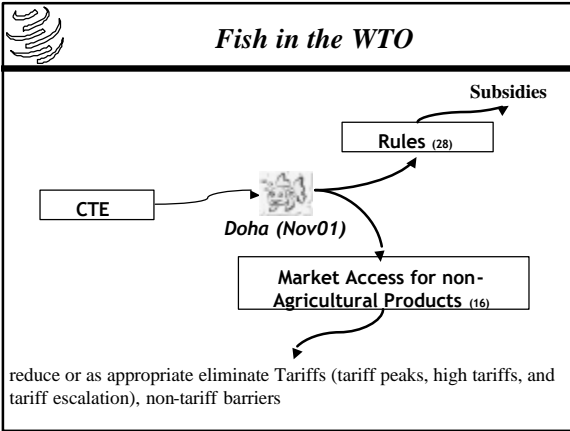 Fish in the WTO
Subsidies
Rules (28)
CTE
Doha (Nov01)
Market Access for non-
Agricultural Products (16)
reduce or as appropriate eliminate Tariffs (tariff peaks, high tariffs, and
tariff escalation), non-tariff barriers